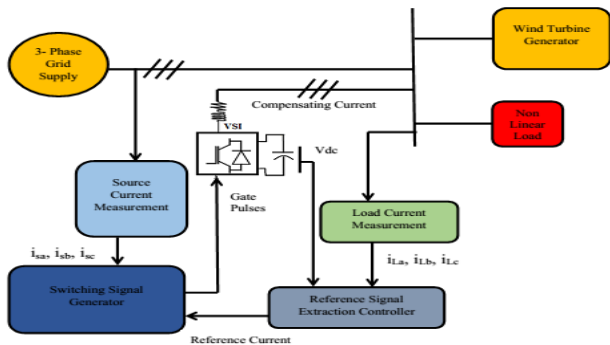 3- Phase
Grid
Supply
Wind Turbine
Generator
Compensating Current
Non
Linear
Load
VSI
Vdc
Source
Current
Measurement
Gate
Pulses
Load Current
Measurement
isa, isb, isc
iLa, iLb, iLc
Switching Signal
Generator
Reference Signal
Extraction Controller
Reference Current